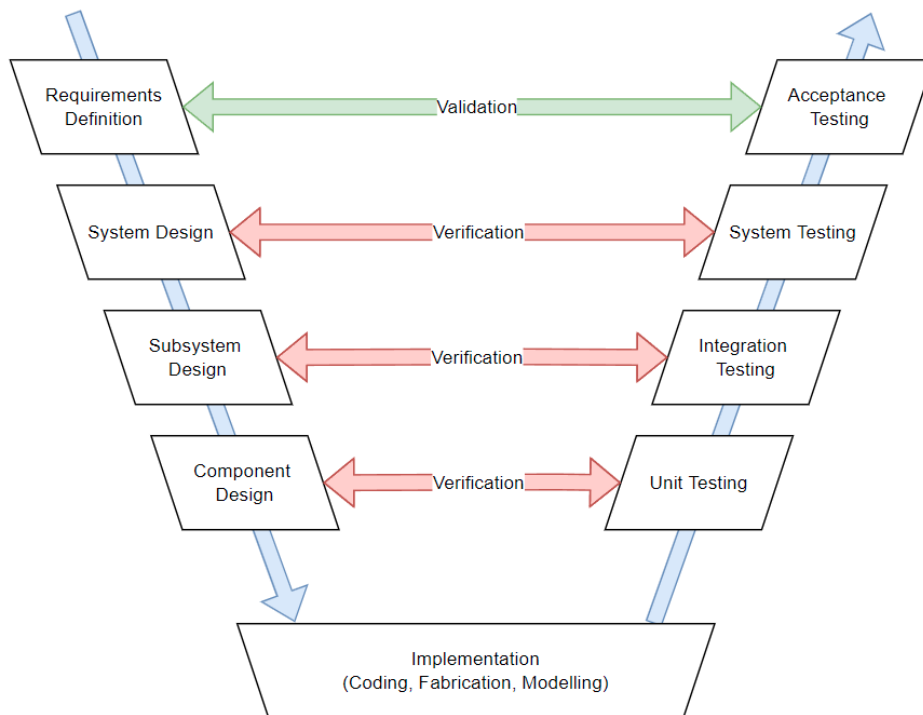 Requirements
Definition
Validation
Acceptance
Testing
System Design
Verification
System Testing
Subsystem
Design
Verification
Integration
Testing
Component
Design
Verification
Unit Testing
Implementation
(Coding, Fabrication, Modelling)